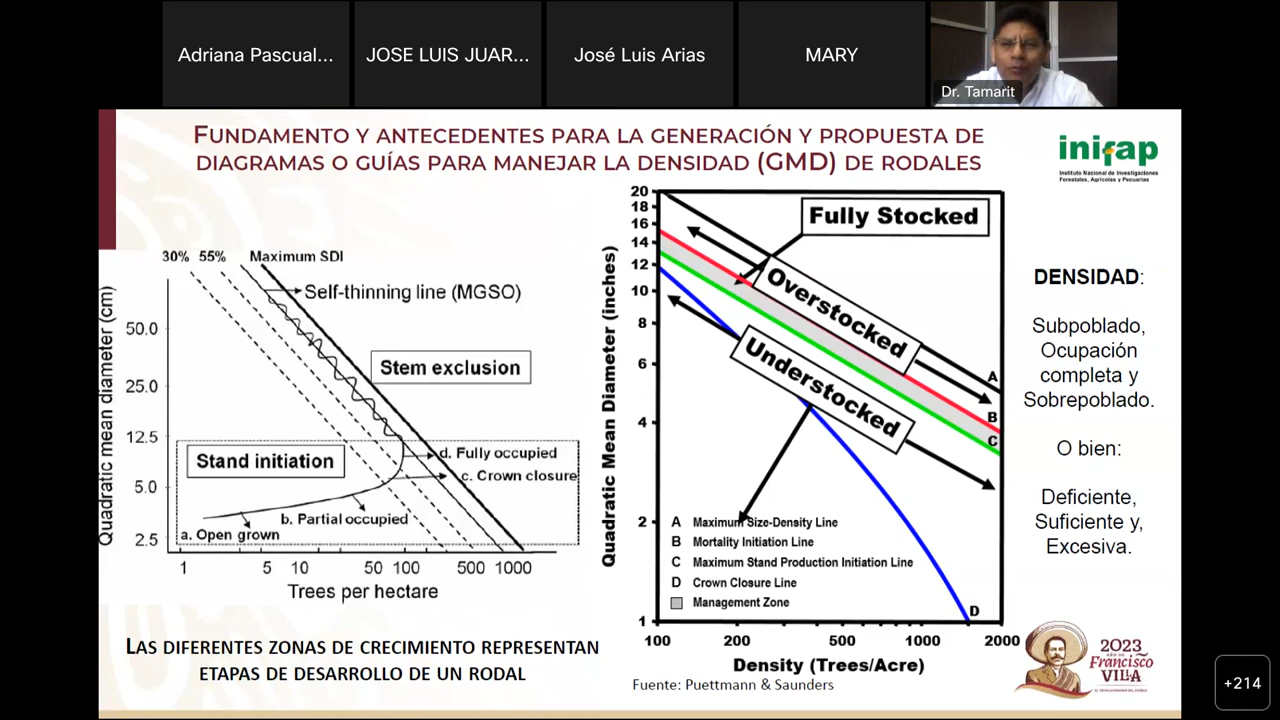 Adriana Pascual...
JOSE LUIS JUAR...
José Luis Arias
MARY
Dr. Tamarit
FUNDAMENTO Y ANTECEDENTES PARA LA GENERACIÓN Y PROPUESTA DE
DIAGRAMAS O GUÍAS PARA MANEJAR LA DENSIDAD (GMD) DE RODALES
inifap
Instituto Nacional de Investigaciones
Forestales, Agrícolas y Pecuarias
30%
55%
Maximum SDI
Self-thinning line (MGSO)
Stem exclusion
Stand initiation
d. Fully occupied
c. Crown closure
b. Partial occupied
a. Open grown
Quadratic mean diameter (cm)
50.0
25.0
12.5
5.0
2.5
1
5
10
50
100
500
1000
Trees per hectare
LAS DIFERENTES ZONAS DE CRECIMIENTO REPRESENTAN
ETAPAS DE DESARROLLO DE UN RODAL
Quadratic Mean Diameter (inches)
20
18
16
14
12
10
8
6
4
2
1
Fully Stocked
Overstocked
Understocked
A
B
C
D
A Maximum Size-Density Line
B Mortality Initiation Line
C Maximum Stand Production Initiation Line
D Crown Closure Line
Management Zone
100
200
500
1000
2000
Density (Trees/Acre)
Fuente: Puettmann & Saunders
DENSIDAD:
Subpoblado,
Ocupación
completa y
Sobrepoblado.
O bien:
Deficiente,
Suficiente y,
Excesiva.
2023
AÑO DE
Francisco
VILLA
+214